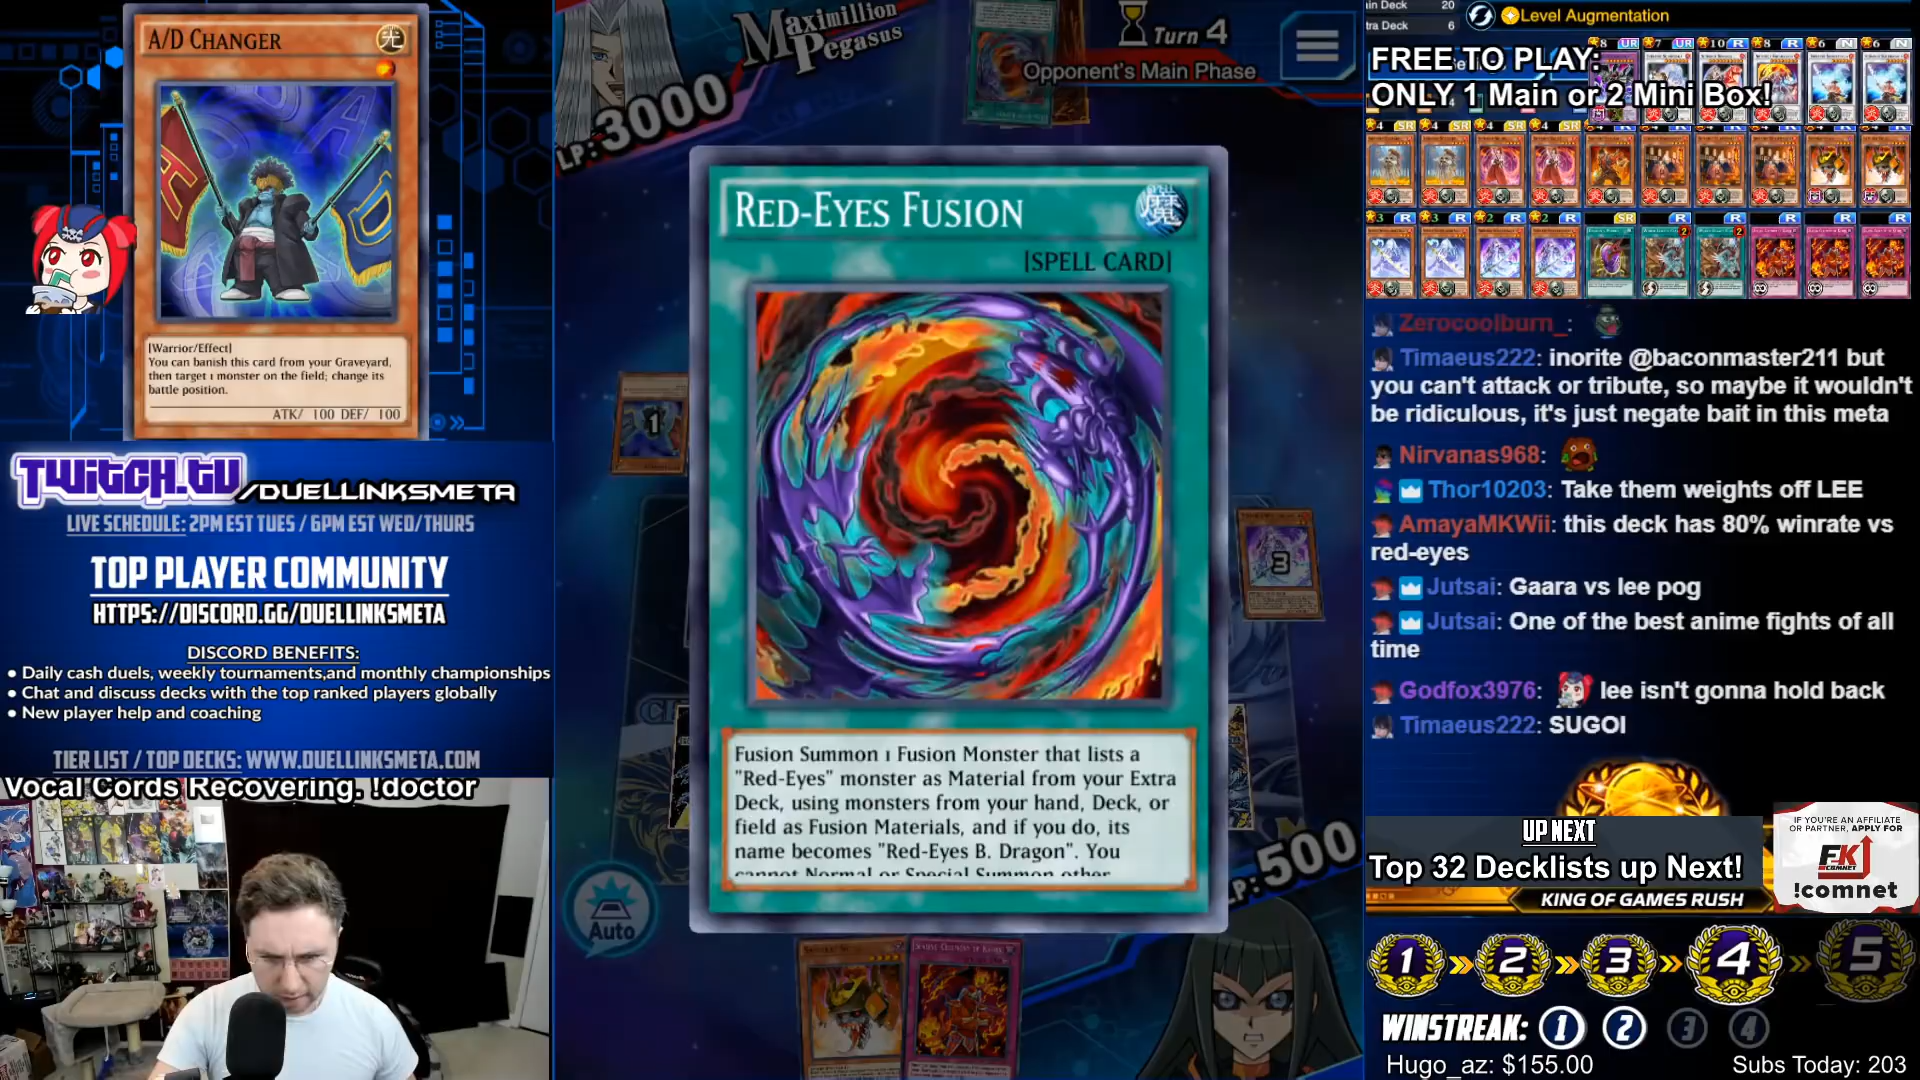 A/D CHANGER
光
[Warrior/Effect]
You can banish this card from your Graveyard,
then target 1 monster on the field; change its
battle position.
ATK/ 100 DEF/ 100
TWITCH.TV/DUELLINKSMETA
LIVE SCHEDULE: 2PM EST TUES / 6PM EST WED/THURS
TOP PLAYER COMMUNITY
HTTPS://DISCORD.GG/DUELLINKSMETA
DISCORD BENEFITS:
• Daily cash duels, weekly tournaments,and monthly championships
• Chat and discuss decks with the top ranked players globally
• New player help and coaching
TIER LIST / TOP DECKS: WWW.DUELLINKSMETA.COM
Vocal Cords Recovering. !doctor
Maximillion
Pegasus
LP: 3000
Turn 4
Opponent's Main Phase
1
3
RED-EYES FUSION
[SPELL CARD]
Fusion Summon 1 Fusion Monster that lists a
"Red-Eyes" monster as Material from your Extra
Deck, using monsters from your hand, Deck, or
field as Fusion Materials, and if you do, its
name becomes "Red-Eyes B. Dragon". You
cannot Normal or Special Summon other
LP: 500
Auto
Deck 20
Deck 6
Level Augmentation
FREE TO PLAY:
ONLY 1 Main or 2 Mini Box!
Zerocoolburn_:
Timaeus222: inorite @baconmaster211 but
you can't attack or tribute, so maybe it wouldn't
be ridiculous, it's just negate bait in this meta
Nirvanas968:
Thor10203: Take them weights off LEE
AmayaMKWii: this deck has 80% winrate vs
red-eyes
Jutsai: Gaara vs lee pog
Jutsai: One of the best anime fights of all
time
Godfox3976: lee isn't gonna hold back
Timaeus222: SUGOI
UP NEXT
Top 32 Decklists up Next!
KING OF GAMES RUSH
IF YOU'RE AN AFFILIATE
OR PARTNER, APPLY FOR
!comnet
1 2 3 4 5
WINSTREAK: 1 2 3 4
Hugo_az: $155.00
Subs Today: 203